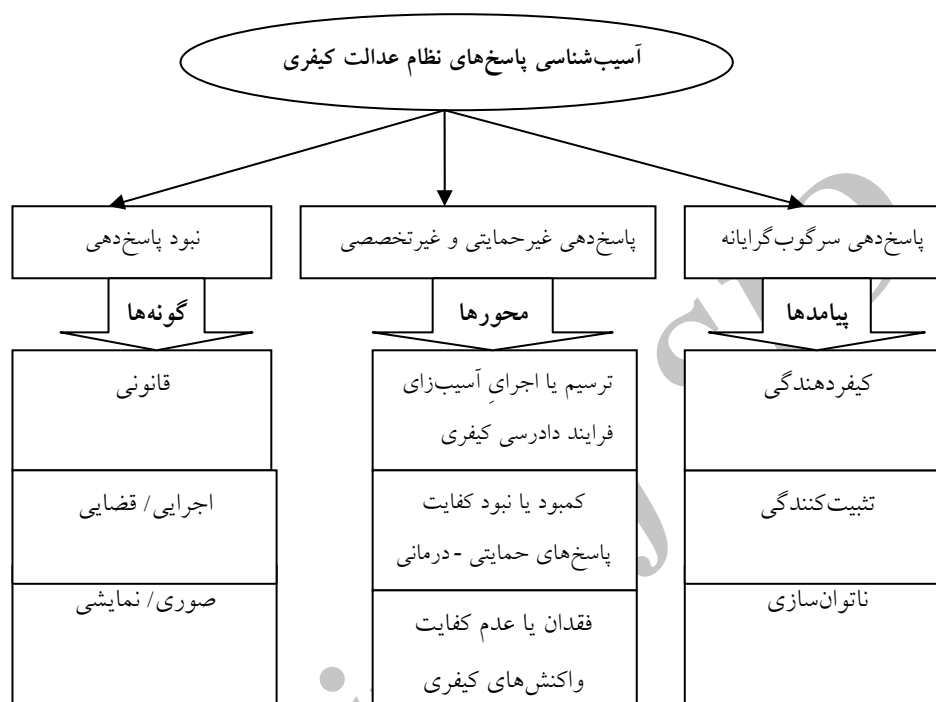 آسیب‌شناسی پاسخ‌های نظام عدالت کیفری
پاسخ‌دهی سرگوب‌گرایانه
پاسخ‌دهی غیرحمایتی و غیرتخصصی
نبود پاسخ‌دهی
پیامدها
محورها
گونه‌ها
کیفردهندگی
تثبیت‌کنندگی
ناتوان‌سازی
ترسیم یا اجرايِ آسیب‌زای
فرایند دادرسی کیفری
کمبود یا نبود کفایت
پاسخ‌های حمایتی - درمانی
فقدان یا عدم کفایت
واکنش‌های کیفری
قانونی
اجرایی/ قضایی
صوری/ نمایشی